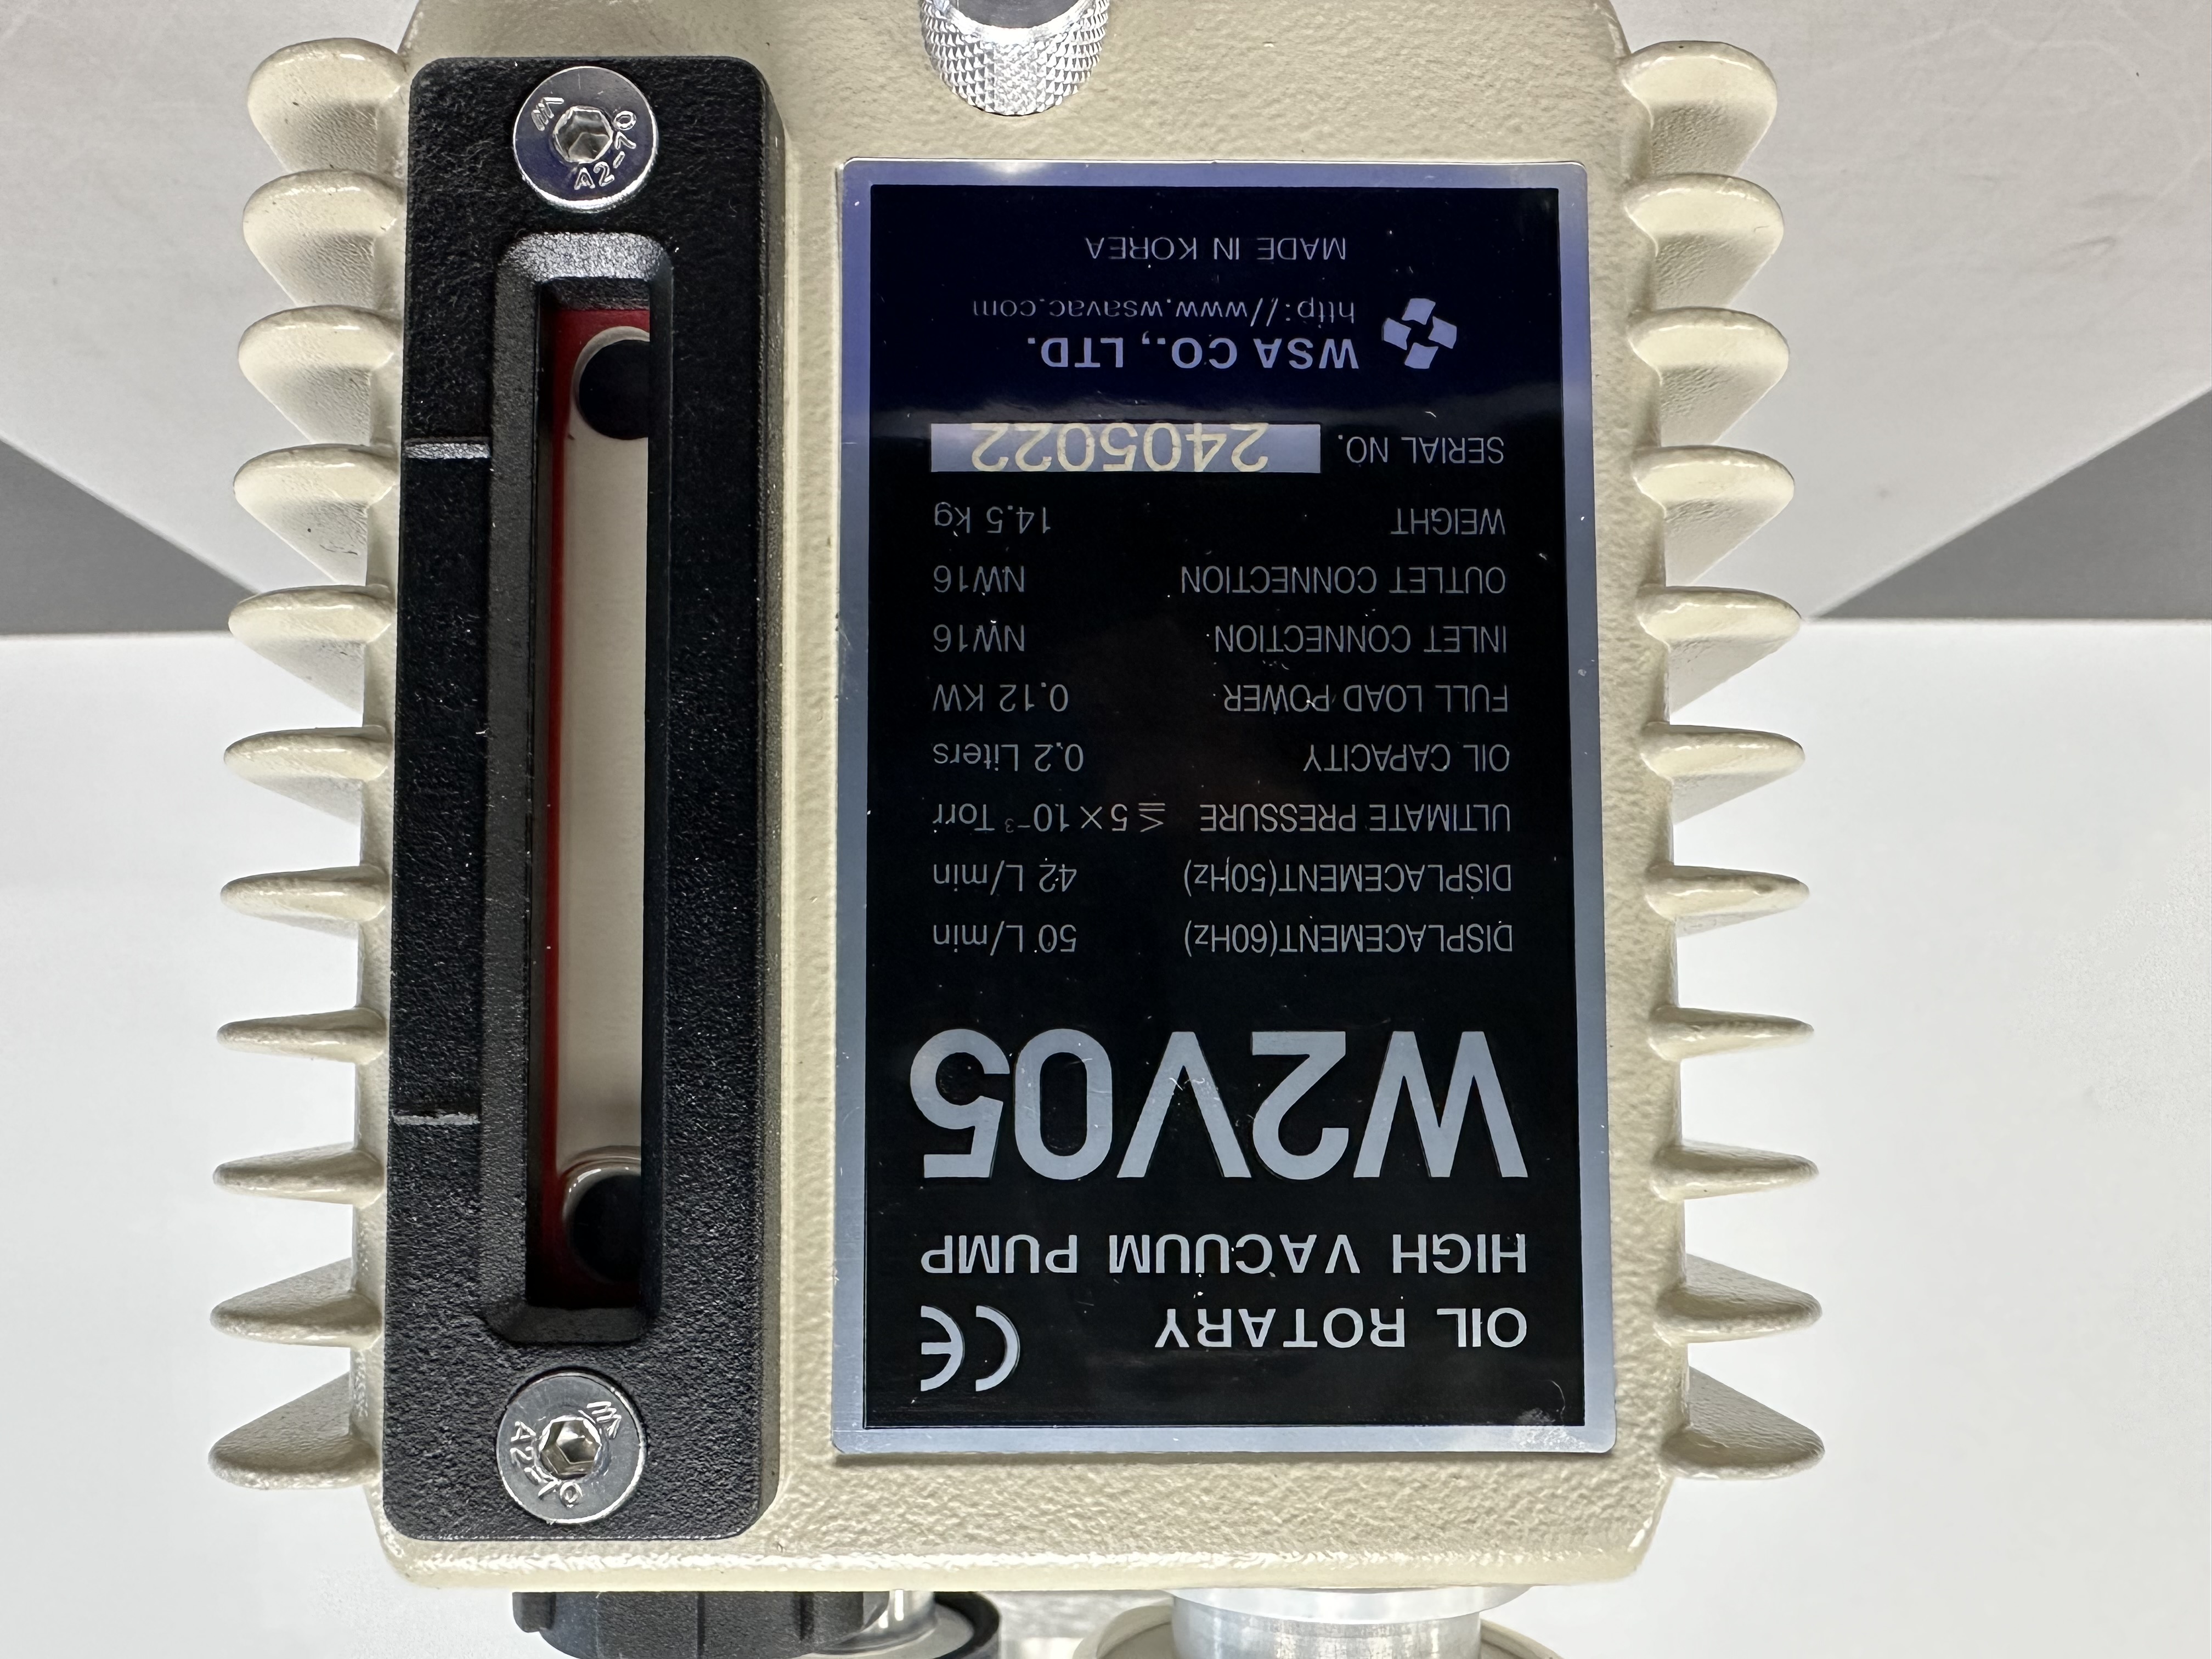 CE
OIL ROTARY
HIGH VACUUM PUMP
W2V05
DISPLACEMENT(60Hz) 50 L/min
DISPLACEMENT(50Hz) 42 L/min
ULTIMATE PRESSURE ≦ 5×10⁻³ Torr
OIL CAPACITY 0.2 Liters
FULL LOAD POWER 0.12 KW
INLET CONNECTION NW16
OUTLET CONNECTION NW16
WEIGHT 14.5 kg
SERIAL NO. 2405022
WSA CO., LTD.
http://www.wsavac.com
MADE IN KOREA
A2-70
A2-70